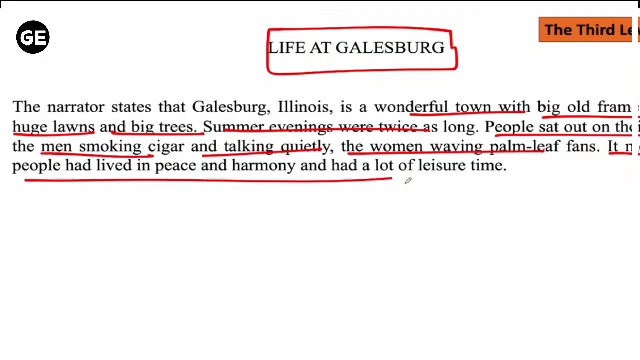 GE
The Third Le
LIFE AT GALESBURG
The narrator states that Galesburg, Illinois, is a wonderful town with big old fram
huge lawns and big trees. Summer evenings were twice as long. People sat out on the
the men smoking cigar and talking quietly, the women waving palm-leaf fans. It
people had lived in peace and harmony and had a lot of leisure time.